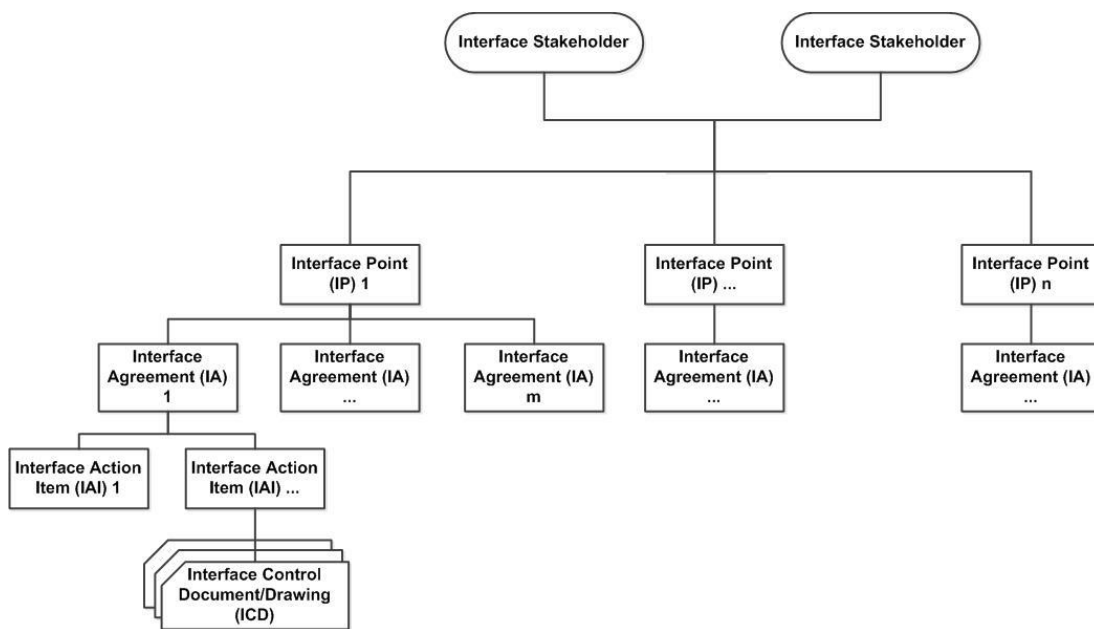 Interface Stakeholder
Interface Stakeholder
Interface Point
(IP) 1
Interface Point
(IP) ...
Interface Point
(IP) n
Interface
Agreement (IA)
1
Interface
Agreement (IA)
...
Interface
Agreement (IA)
m
Interface
Agreement (IA)
...
Interface
Agreement (IA)
...
Interface Action
Item (IAI) 1
Interface Action
Item (IAI) ...
Interface Control
Document/Drawing
(ICD)